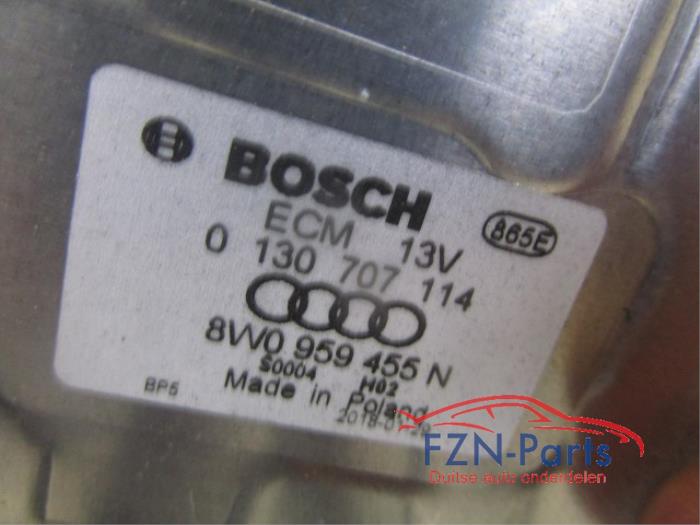 BOSCH
ECM 13V
865E
0 130 707 114
8W0 959 455 N
S0004 H02
BP5 Made in Poland
FZN-Parts
Duitse auto onderdelen